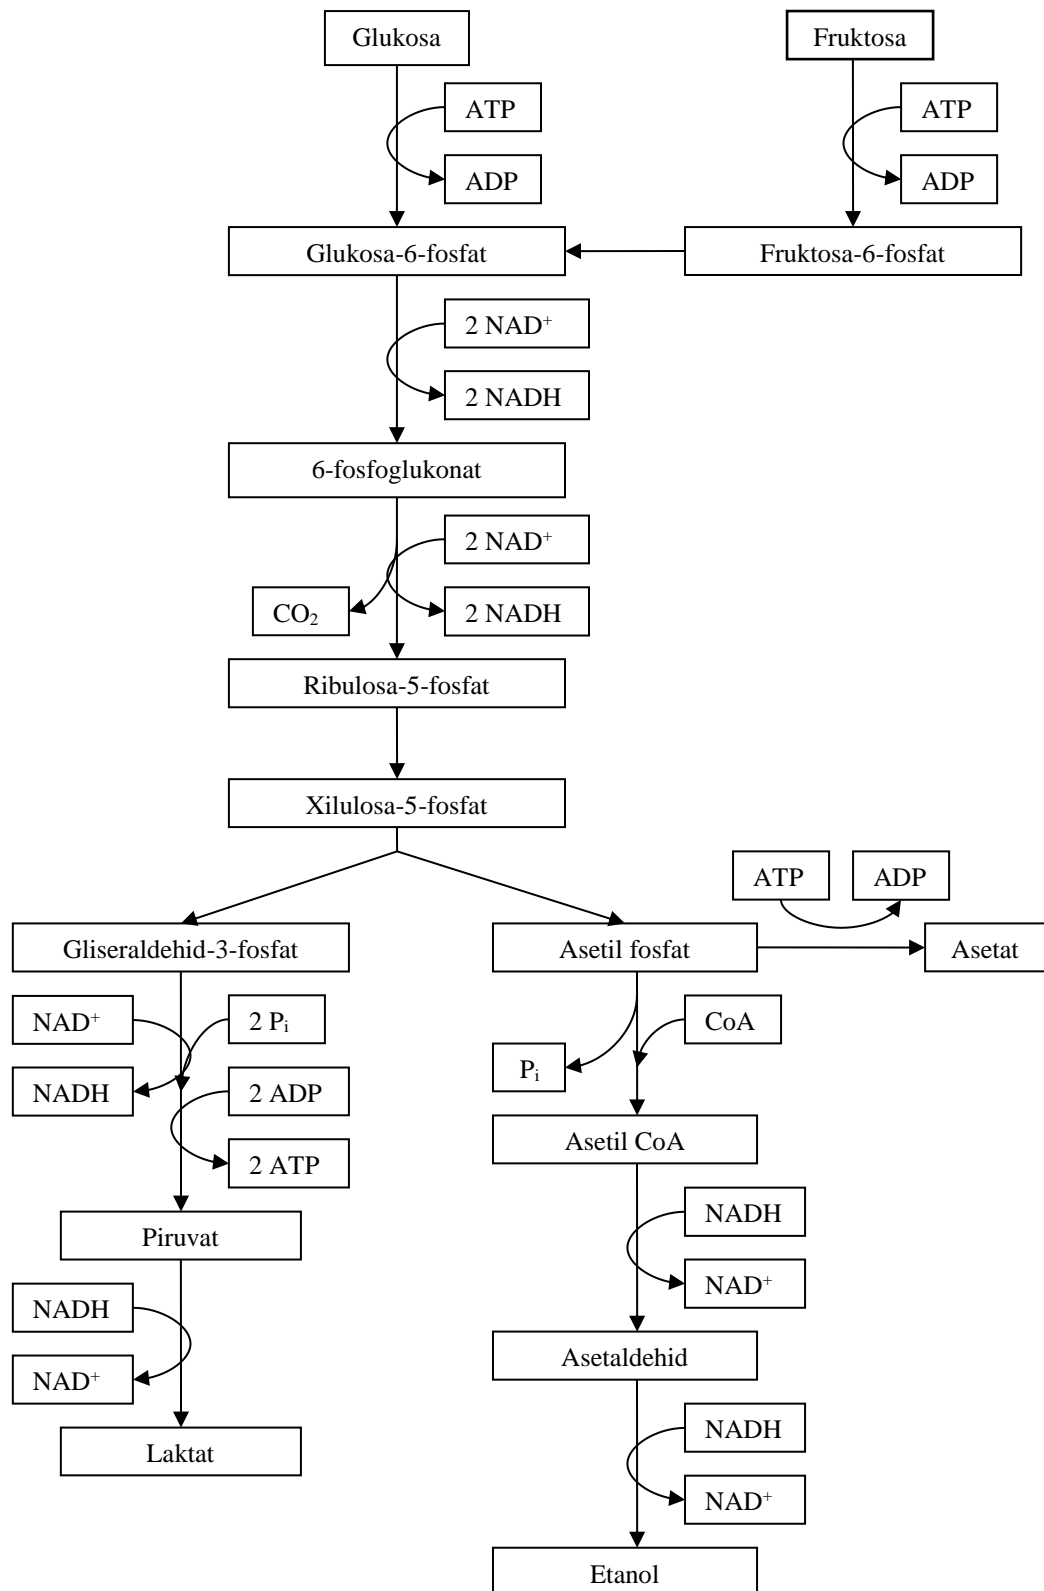 Glukosa
Fruktosa
ATP
ATP
ADP
ADP
Glukosa-6-fosfat
Fruktosa-6-fosfat
2 NAD⁺
2 NADH
6-fosfoglukonat
2 NAD⁺
CO₂
2 NADH
Ribulosa-5-fosfat
Xilulosa-5-fosfat
ATP
ADP
Gliseraldehid-3-fosfat
Asetil fosfat
Asetat
NAD⁺
2 Pᵢ
CoA
Pᵢ
NADH
2 ADP
Asetil CoA
2 ATP
NADH
Piruvat
NAD⁺
NADH
Asetaldehid
NAD⁺
NADH
Laktat
NAD⁺
Etanol